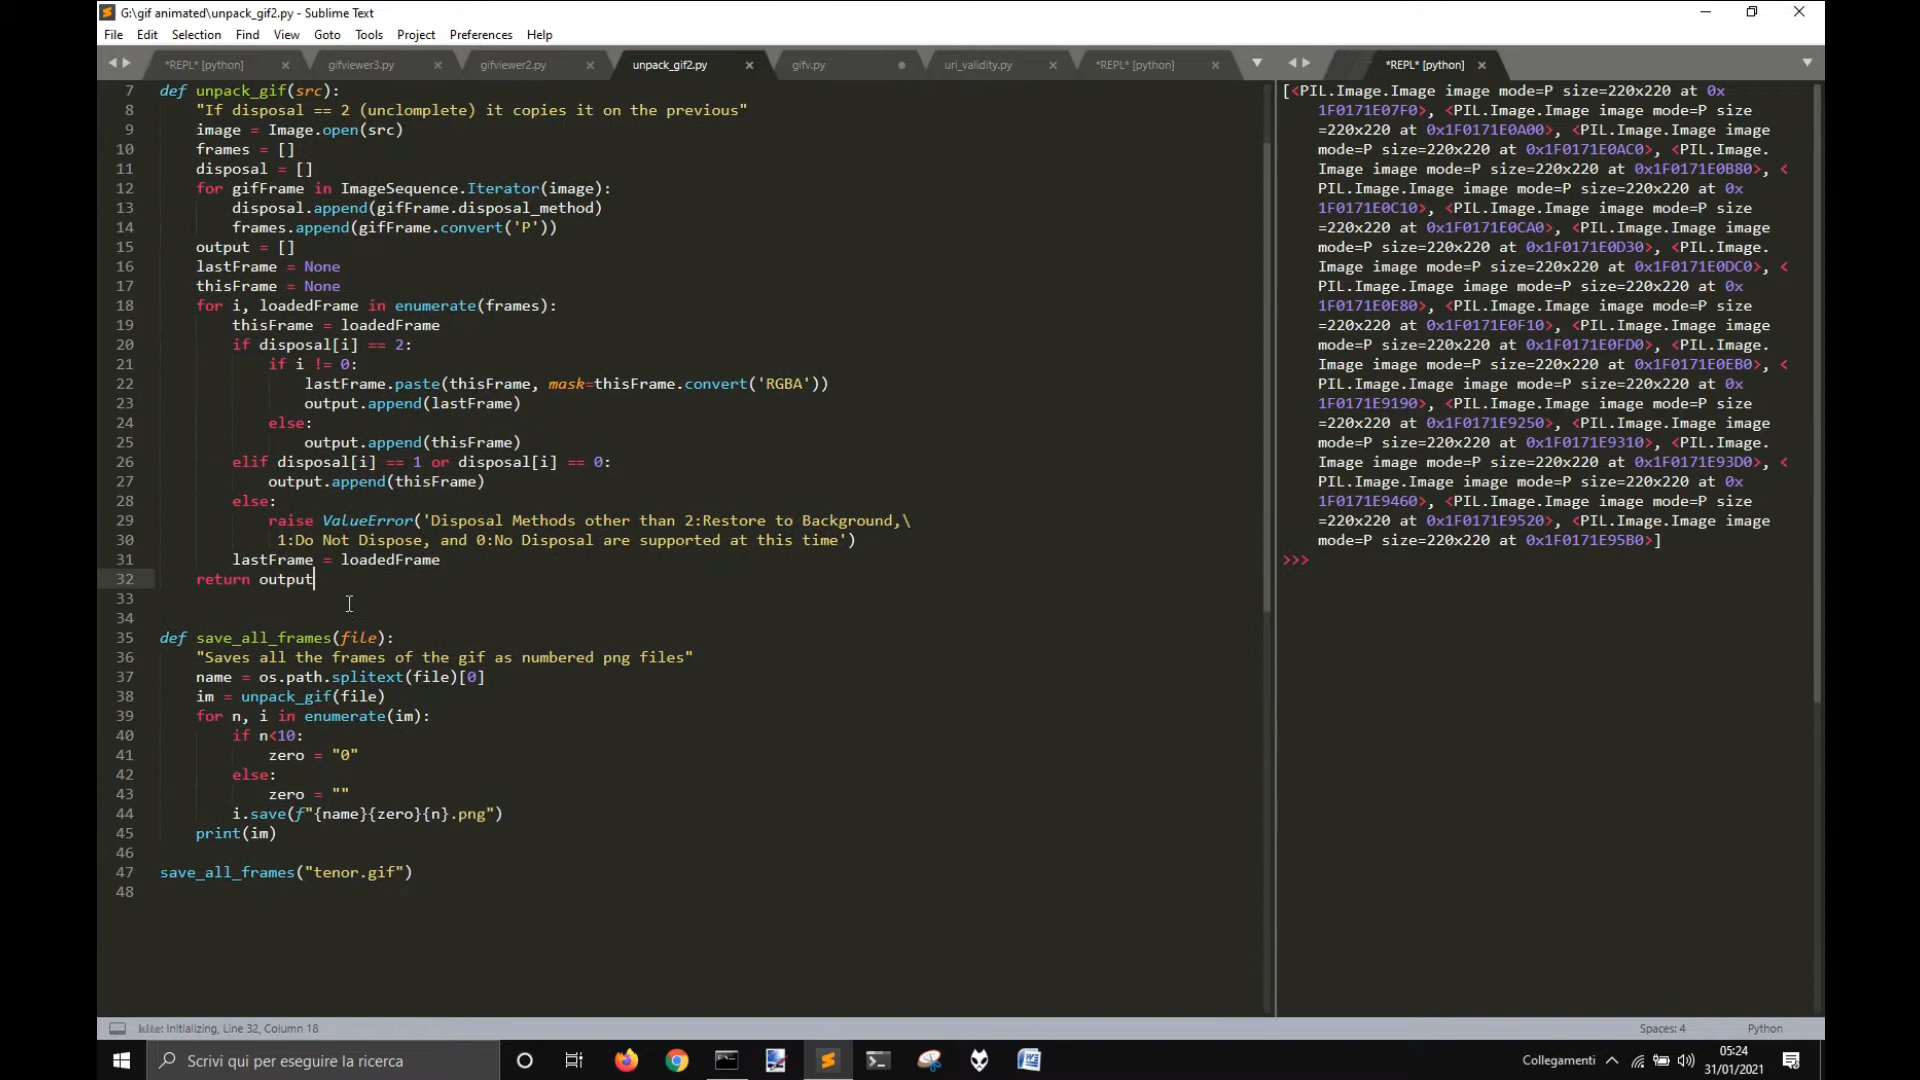 G:\gif animated\unpack_gif2.py - Sublime Text
File Edit Selection Find View Goto Tools Project Preferences Help
*REPL* [python] gifviewer3.py gifviewer2.py unpack_gif2.py gifv.py url_validity.py *REPL* [python] *REPL* [python]
7 def unpack_gif(src):
8 "If disposal == 2 (unclomplete) it copies it on the previous"
9 image = Image.open(src)
10 frames = []
11 disposal = []
12 for gifFrame in ImageSequence.Iterator(image):
13 disposal.append(gifFrame.disposal_method)
14 frames.append(gifFrame.convert('P'))
15 output = []
16 lastFrame = None
17 thisFrame = None
18 for i, loadedFrame in enumerate(frames):
19 thisFrame = loadedFrame
20 if disposal[i] == 2:
21 if i != 0:
22 lastFrame.paste(thisFrame, mask=thisFrame.convert('RGBA'))
23 output.append(lastFrame)
24 else:
25 output.append(thisFrame)
26 elif disposal[i] == 1 or disposal[i] == 0:
27 output.append(thisFrame)
28 else:
29 raise ValueError('Disposal Methods other than 2:Restore to Background,\
30 1:Do Not Dispose, and 0:No Disposal are supported at this time')
31 lastFrame = loadedFrame
32 return output
33
34
35 def save_all_frames(file):
36 "Saves all the frames of the gif as numbered png files"
37 name = os.path.splitext(file)[0]
38 im = unpack_gif(file)
39 for n, i in enumerate(im):
40 if n<10:
41 zero = "0"
42 else:
43 zero = ""
44 i.save(f"{name}{zero}{n}.png")
45 print(im)
46
47 save_all_frames("tenor.gif")
48
[<PIL.Image.Image image mode=P size=220x220 at 0x
1F0171E07F0>, <PIL.Image.Image image mode=P size
=220x220 at 0x1F0171E0A00>, <PIL.Image.Image image
mode=P size=220x220 at 0x1F0171E0AC0>, <PIL.Image.
Image image mode=P size=220x220 at 0x1F0171E0B80>, <
PIL.Image.Image image mode=P size=220x220 at 0x
1F0171E0C10>, <PIL.Image.Image image mode=P size
=220x220 at 0x1F0171E0CA0>, <PIL.Image.Image image
mode=P size=220x220 at 0x1F0171E0D30>, <PIL.Image.
Image image mode=P size=220x220 at 0x1F0171E0DC0>, <
PIL.Image.Image image mode=P size=220x220 at 0x
1F0171E0E80>, <PIL.Image.Image image mode=P size
=220x220 at 0x1F0171E0F10>, <PIL.Image.Image image
mode=P size=220x220 at 0x1F0171E0FD0>, <PIL.Image.
Image image mode=P size=220x220 at 0x1F0171E0EB0>, <
PIL.Image.Image image mode=P size=220x220 at 0x
1F0171E9190>, <PIL.Image.Image image mode=P size
=220x220 at 0x1F0171E9250>, <PIL.Image.Image image
mode=P size=220x220 at 0x1F0171E9310>, <PIL.Image.
Image image mode=P size=220x220 at 0x1F0171E93D0>, <
PIL.Image.Image image mode=P size=220x220 at 0x
1F0171E9460>, <PIL.Image.Image image mode=P size
=220x220 at 0x1F0171E9520>, <PIL.Image.Image image
mode=P size=220x220 at 0x1F0171E95B0>]
>>>
kite: Initializing, Line 32, Column 18 Spaces: 4 Python
Scrivi qui per eseguire la ricerca Collegamenti 05:24
31/01/2021